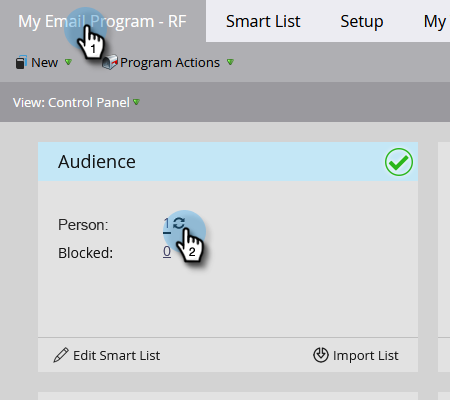 My Email Program - RF Smart List Setup My
1
New Program Actions
View: Control Panel
Audience
Person: 1
2
Blocked: 0
Edit Smart List Import List